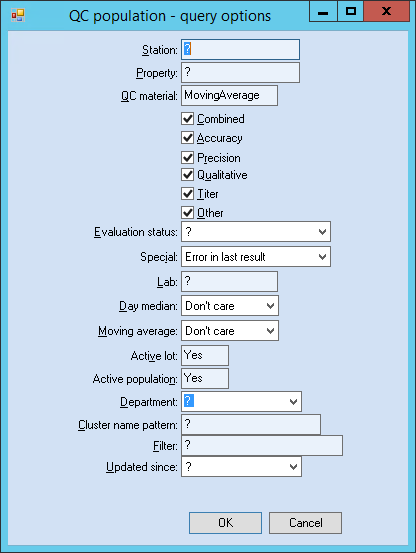 QC population - query options
Station: ?
Property: ?
QC material: MovingAverage
Combined
Accuracy
Precision
Qualitative
Titer
Other
Evaluation status: ?
Special: Error in last result
Lab: ?
Day median: Don't care
Moving average: Don't care
Active lot: Yes
Active population: Yes
Department: ?
Cluster name pattern: ?
Filter: ?
Updated since: ?
OK Cancel